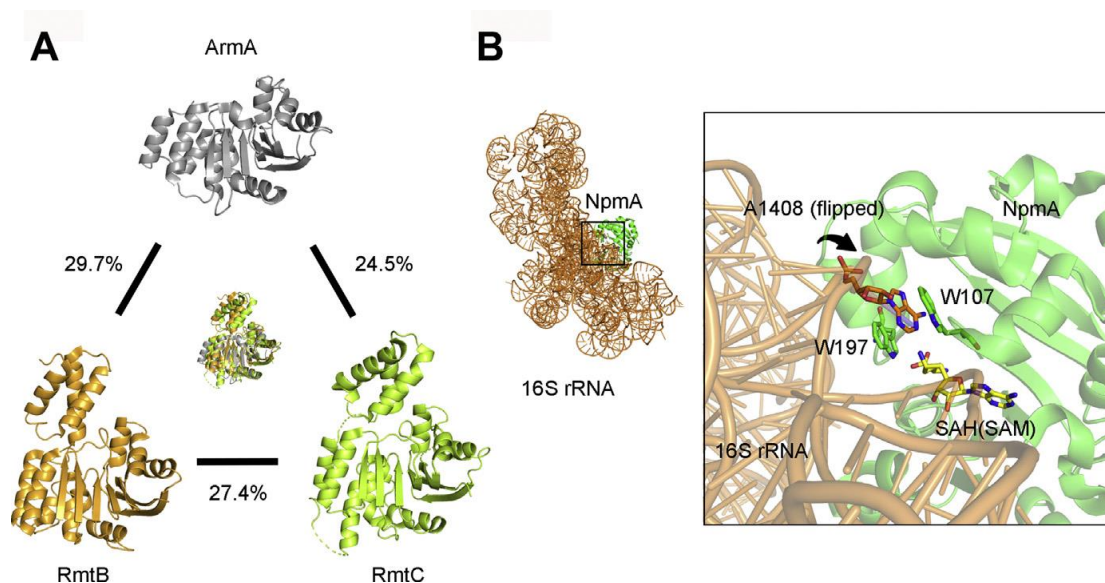 A
ArmA
29.7%
24.5%
27.4%
RmtB
RmtC
B
NpmA
16S rRNA
A1408 (flipped)
NpmA
W107
W197
SAH(SAM)
16S rRNA